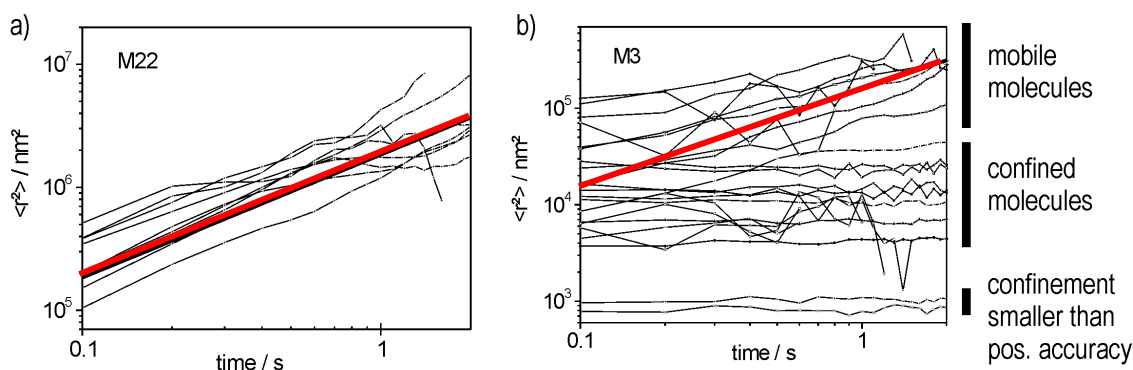 a)
M22
10⁷
10⁶
10⁵
<r²> / nm²
0.1
1
time / s
b)
M3
10⁵
10⁴
10³
<r²> / nm²
0.1
1
time / s
mobile
molecules
confined
molecules
confinement
smaller than
pos. accuracy